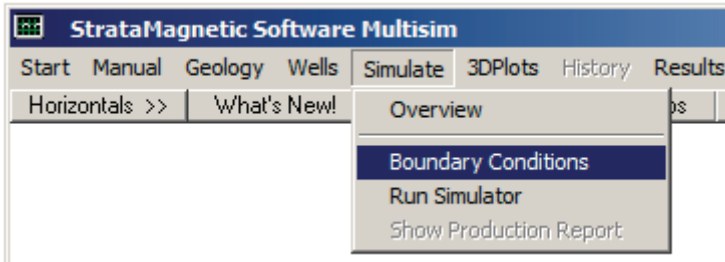 StrataMagnetic Software Multisim
Start Manual Geology Wells Simulate 3DPlots History Results
Horizontals >> What's New!
Overview
Boundary Conditions
Run Simulator
Show Production Report